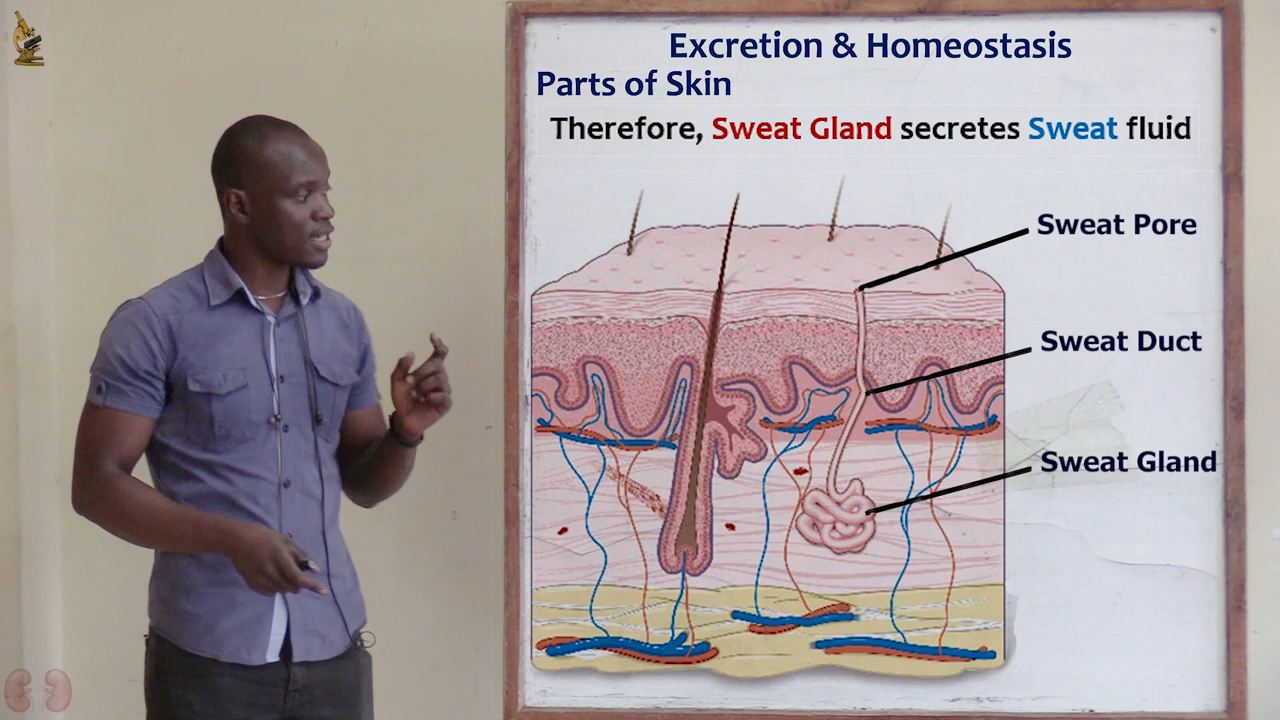 Excretion & Homeostasis
Parts of Skin
Therefore, Sweat Gland secretes Sweat fluid
Sweat Pore
Sweat Duct
Sweat Gland